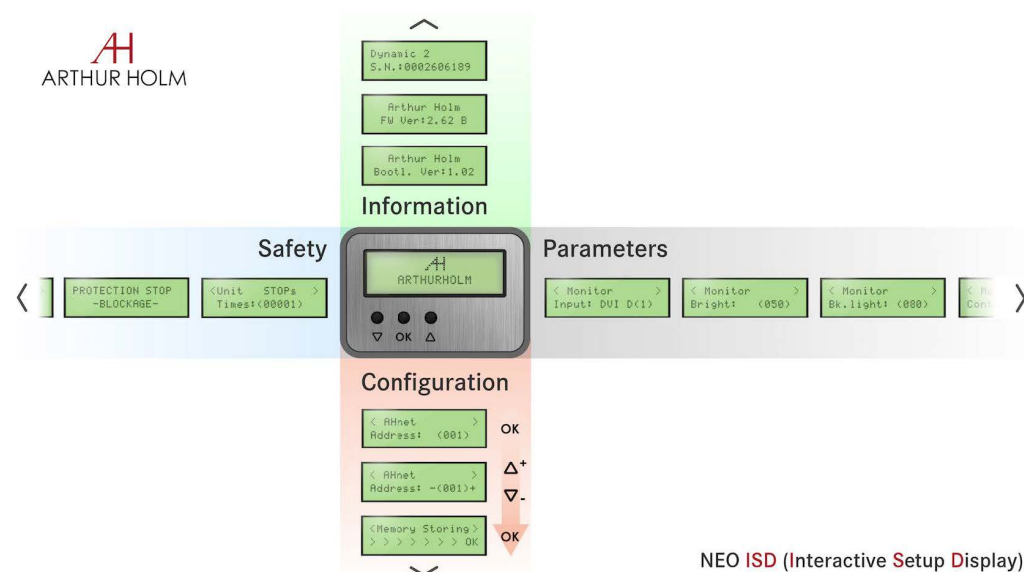 ARTHUR HOLM
Dynamic 2
S.N.:0002606189
Arthur Holm
FW Ver:2.62 B
Arthur Holm
Bootl. Ver:1.02
Information
Safety
Parameters
PROTECTION STOP
-BLOCKAGE-
<Unit STOPs >
Times:(00001)
ARTHURHOLM
▽ OK △
< Monitor >
Input: DVI D(1)
< Monitor >
Bright: (050)
< Monitor >
Bk.light: (080)
Configuration
< AHnet >
Address: (001)
OK
< AHnet >
Address: -(001)+
△+
▽-
<Memory Storing>
> > > > > > > OK
OK
NEO ISD (Interactive Setup Display)